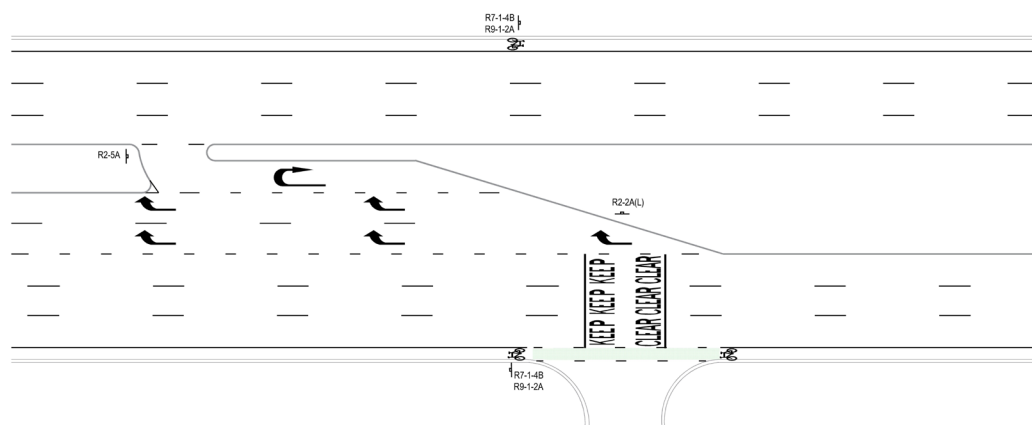 R7-1-4B
R9-1-2A
R2-5A
R2-2A(L)
KEEP KEEP KEEP
CLEAR CLEAR CLEAR
R7-1-4B
R9-1-2A